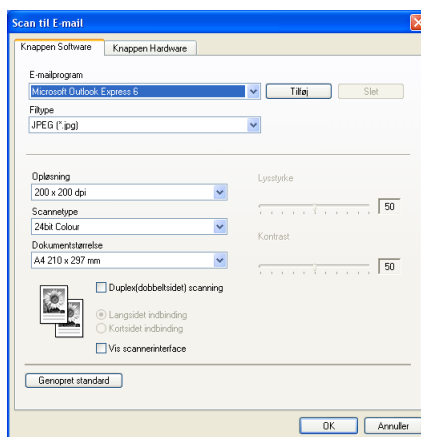 Scan til E-mail
Knappen Software Knappen Hardware
E-mailprogram
Microsoft Outlook Express 6 Tilføj Slet
Filtype
JPEG (*.jpg)
Opløsning Lysstyrke
200 x 200 dpi
50
Scannetype
24bit Colour
Kontrast
Dokumentstørrelse
A4 210 x 297 mm 50
Duplex(dobbeltsidet) scanning
Langsidet indbinding
Kortsidet indbinding
Vis scannerinterface
Genopret standard
OK Annuller